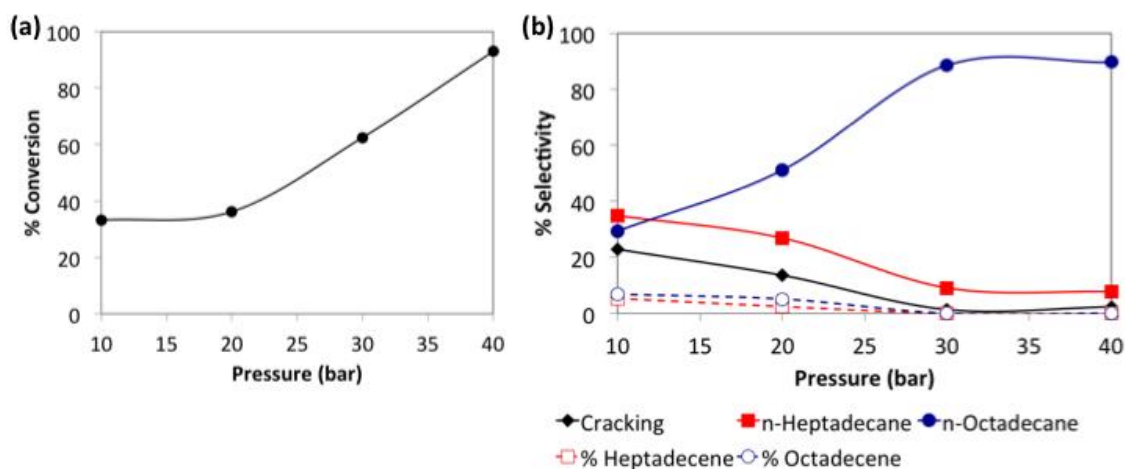 (a)
100
80
60
40
20
0
% Conversion
10 15 20 25 30 35 40
Pressure (bar)
(b)
100
80
60
40
20
0
% Selectivity
10 15 20 25 30 35 40
Pressure (bar)
Cracking n-Heptadecane n-Octadecane
% Heptadecene % Octadecene